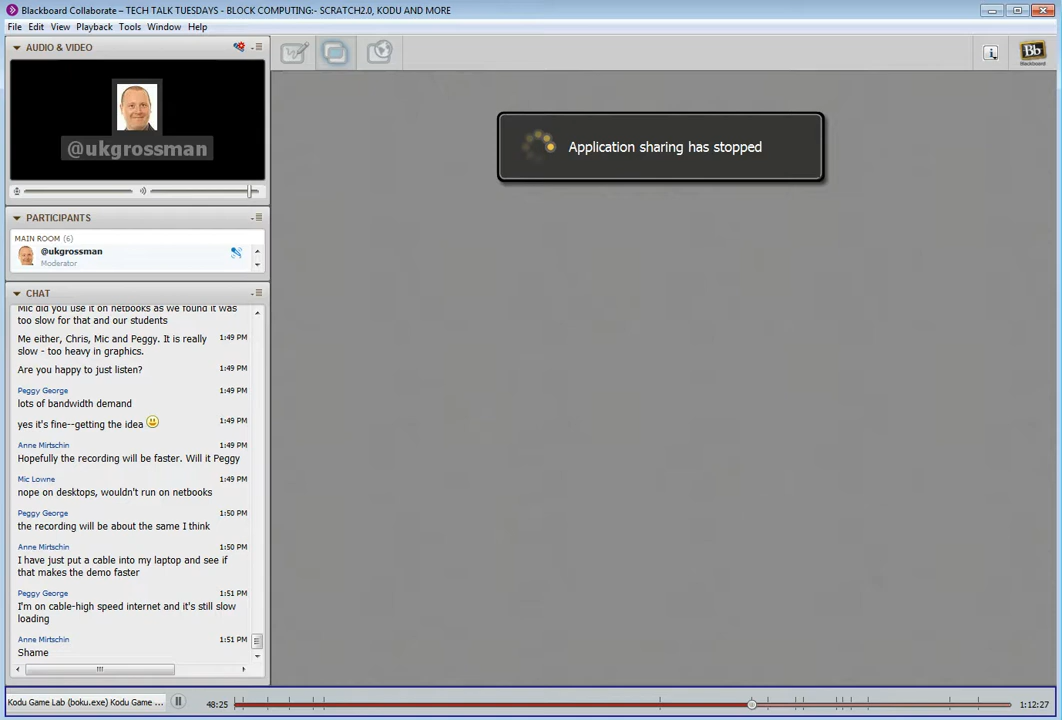 Blackboard Collaborate – TECH TALK TUESDAYS - BLOCK COMPUTING:- SCRATCH2.0, KODU AND MORE
File Edit View Playback Tools Window Help
AUDIO & VIDEO
@ukgrossman
PARTICIPANTS
MAIN ROOM (6)
@ukgrossman
Moderator
CHAT
Mic did you use it on netbooks as we found it was
too slow for that and our students
Me either, Chris, Mic and Peggy. It is really 1:49 PM
slow - too heavy in graphics.
Are you happy to just listen? 1:49 PM
Peggy George 1:49 PM
lots of bandwidth demand
yes it's fine--getting the idea 1:49 PM
Anne Mirtschin 1:49 PM
Hopefully the recording will be faster. Will it Peggy
Mic Lowne 1:49 PM
nope on desktops, wouldn't run on netbooks
Peggy George 1:50 PM
the recording will be about the same I think
Anne Mirtschin 1:50 PM
I have just put a cable into my laptop and see if
that makes the demo faster
Peggy George 1:51 PM
I'm on cable-high speed internet and it's still slow
loading
Anne Mirtschin 1:51 PM
Shame
Application sharing has stopped
i
Bb
Blackboard
Kodu Game Lab (boku.exe) Kodu Game ... 48:25 1:12:27